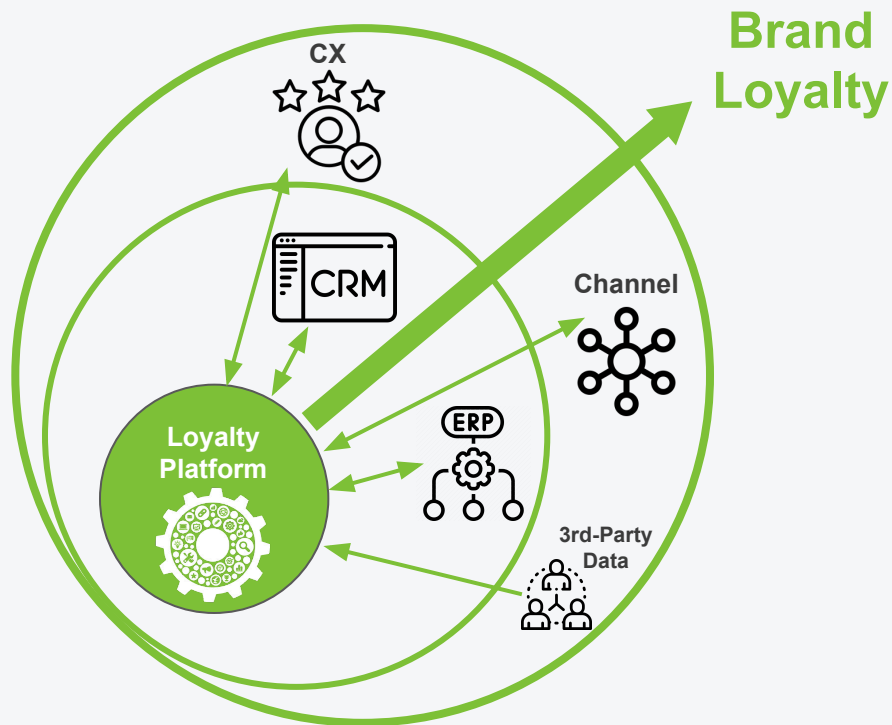 Brand
Loyalty
CX
CRM
Channel
ERP
Loyalty
Platform
3rd-Party
Data